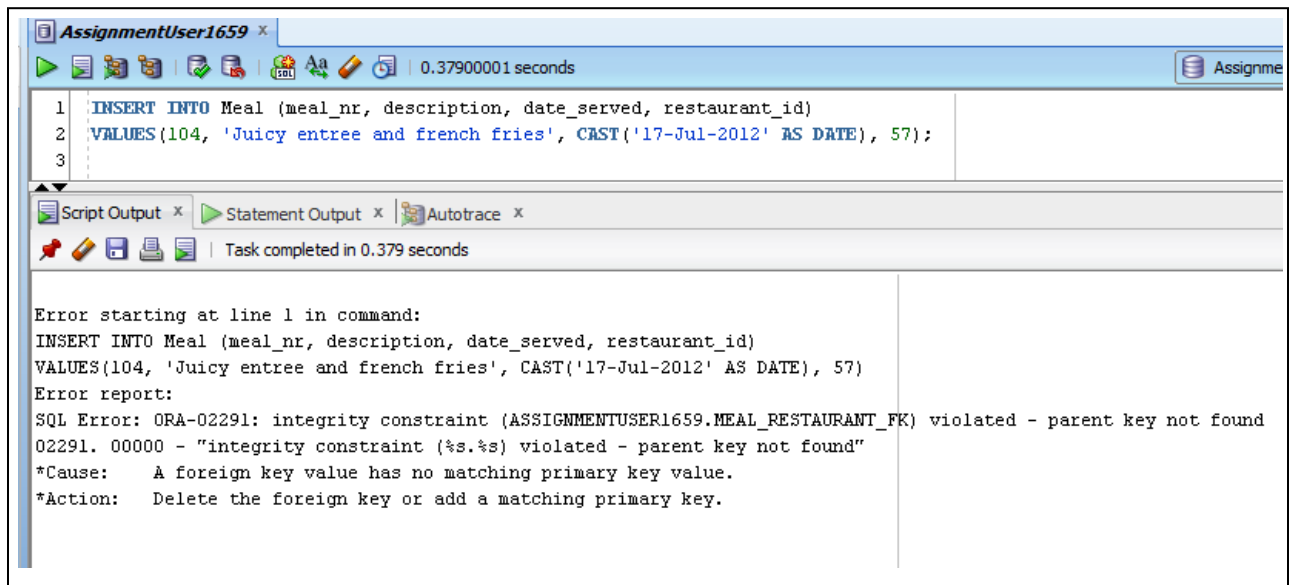 AssignmentUser1659 x
0.37900001 seconds
Assignme
1 INSERT INTO Meal (meal_nr, description, date_served, restaurant_id)
2 VALUES(104, 'Juicy entree and french fries', CAST('17-Jul-2012' AS DATE), 57);
3
Script Output x Statement Output x Autotrace x
Task completed in 0.379 seconds
Error starting at line 1 in command:
INSERT INTO Meal (meal_nr, description, date_served, restaurant_id)
VALUES(104, 'Juicy entree and french fries', CAST('17-Jul-2012' AS DATE), 57)
Error report:
SQL Error: ORA-02291: integrity constraint (ASSIGNMENTUSER1659.MEAL_RESTAURANT_FK) violated - parent key not found
02291. 00000 - "integrity constraint (%s.%s) violated - parent key not found"
*Cause: A foreign key value has no matching primary key value.
*Action: Delete the foreign key or add a matching primary key.